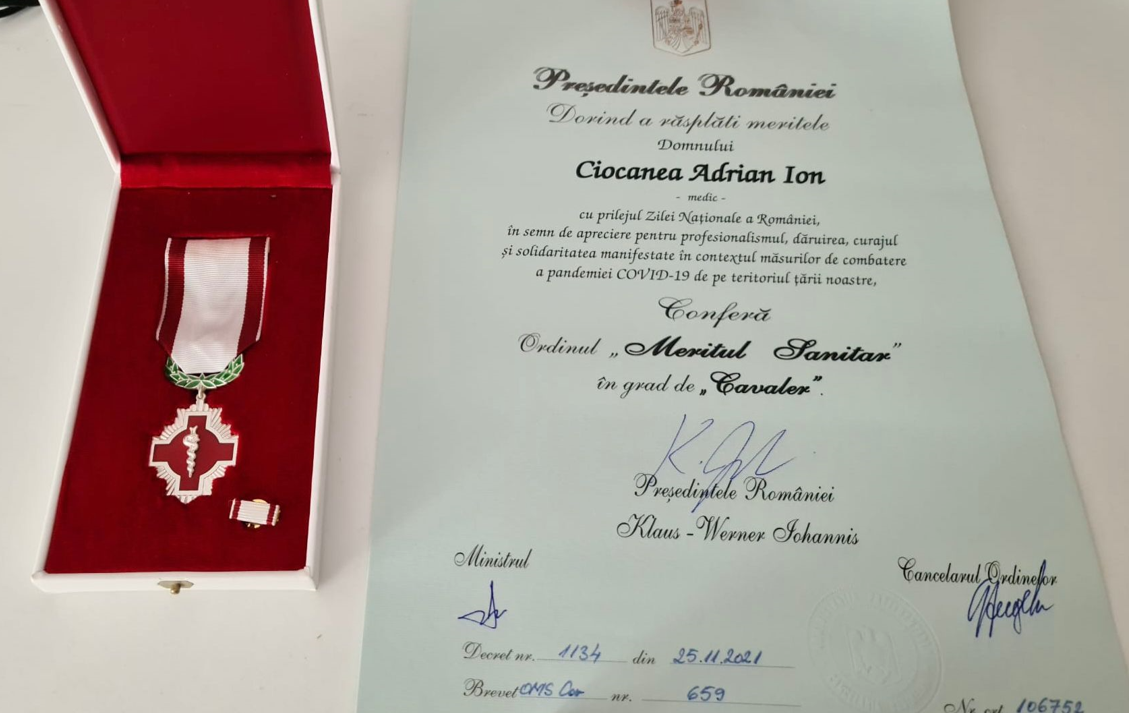 Președintele României
Dorind a răsplăti meritele
Domnului
Ciocanea Adrian Ion
- medic -
cu prilejul Zilei Naționale a României,
în semn de apreciere pentru profesionalismul, dăruirea, curajul
și solidaritatea manifestate în contextul măsurilor de combatere
a pandemiei COVID-19 de pe teritoriul țării noastre,
Conferă
Ordinul „Meritul Sanitar”
în grad de „Cavaler”.
Președintele României
Klaus - Werner Iohannis
Ministrul
Cancelarul Ordinelor
Decret nr. 1134 din 25.11.2021
Brevet OMS Cav nr. 659
Nr. crt. 106752